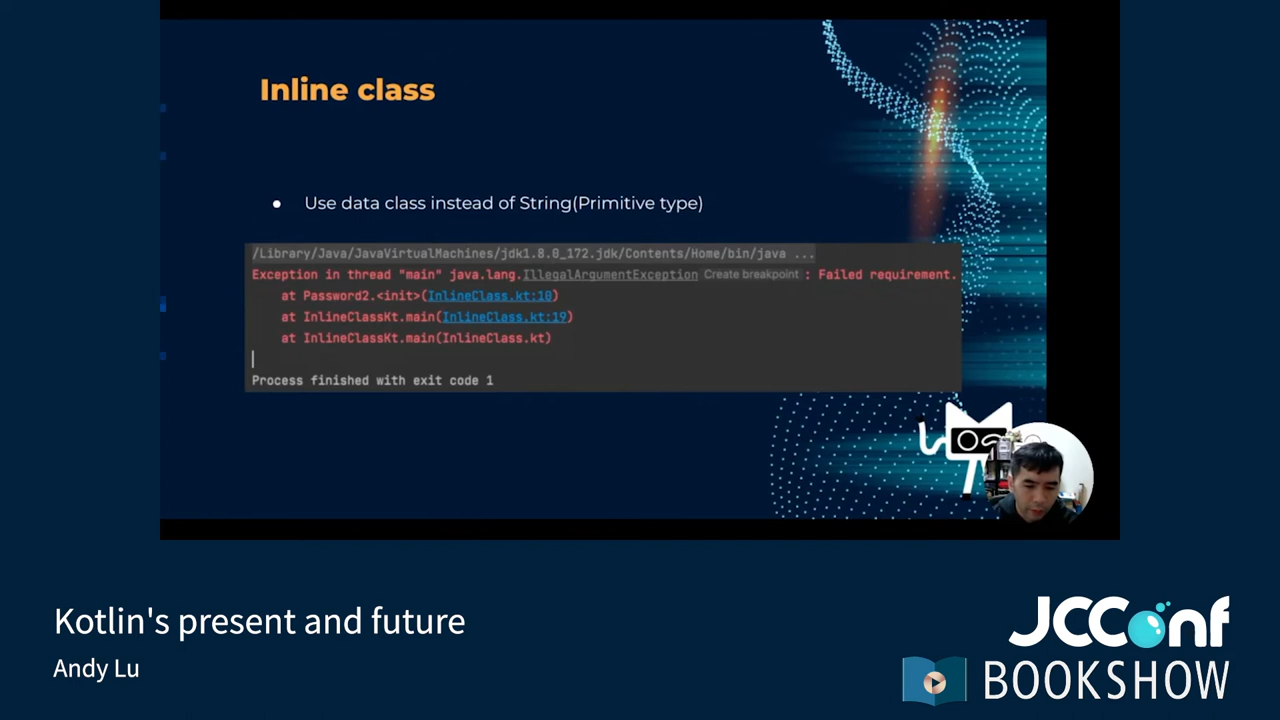 Inline class
● Use data class instead of String(Primitive type)
/Library/Java/JavaVirtualMachines/jdk1.8.0_172.jdk/Contents/Home/bin/java ...
Exception in thread "main" java.lang.IllegalArgumentException Create breakpoint : Failed requirement.
at Password2.<init>(InlineClass.kt:10)
at InlineClassKt.main(InlineClass.kt:19)
at InlineClassKt.main(InlineClass.kt)
Process finished with exit code 1
Kotlin's present and future
Andy Lu
JCConf
BOOKSHOW